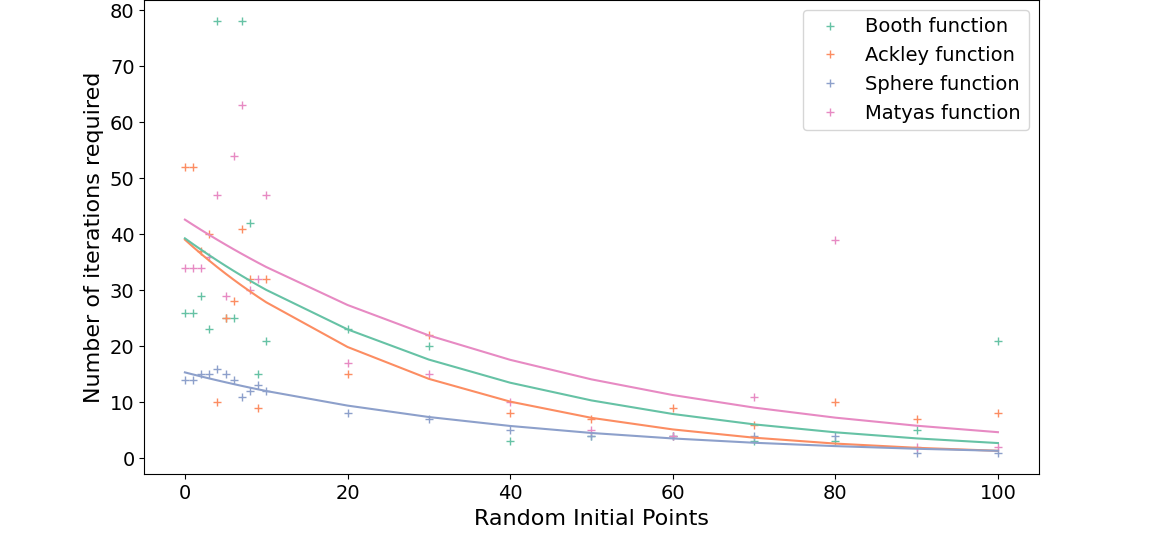 80
70
60
50
40
30
20
10
0
Number of iterations required
Booth function
Ackley function
Sphere function
Matyas function
0 20 40 60 80 100
Random Initial Points